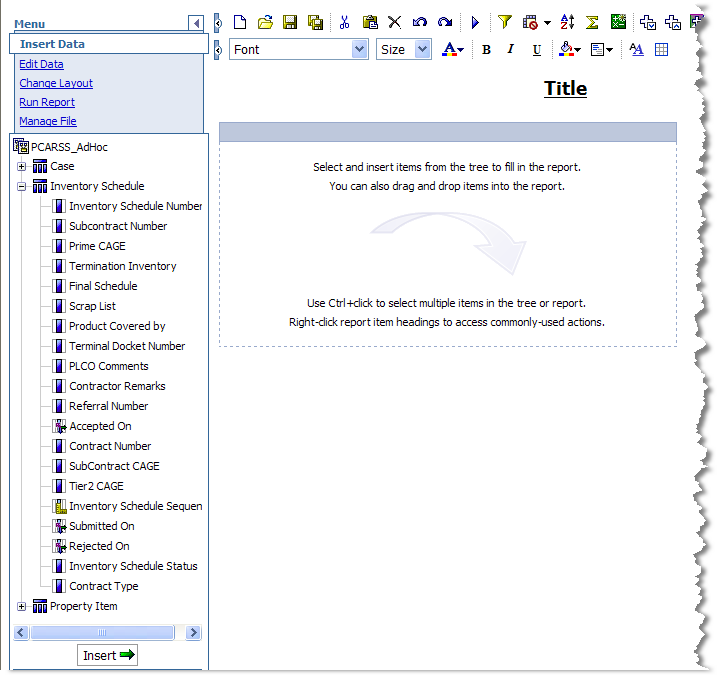 Menu
Insert Data
Edit Data
Change Layout
Run Report
Manage File
PCARSS_AdHoc
Case
Inventory Schedule
Inventory Schedule Number
Subcontract Number
Prime CAGE
Termination Inventory
Final Schedule
Scrap List
Product Covered by
Terminal Docket Number
PLCO Comments
Contractor Remarks
Referral Number
Accepted On
Contract Number
SubContract CAGE
Tier2 CAGE
Inventory Schedule Sequen
Submitted On
Rejected On
Inventory Schedule Status
Contract Type
Property Item
Insert
Font
Size
A
B
I
U
Title
Select and insert items from the tree to fill in the report.
You can also drag and drop items into the report.
Use Ctrl+click to select multiple items in the tree or report.
Right-click report item headings to access commonly-used actions.